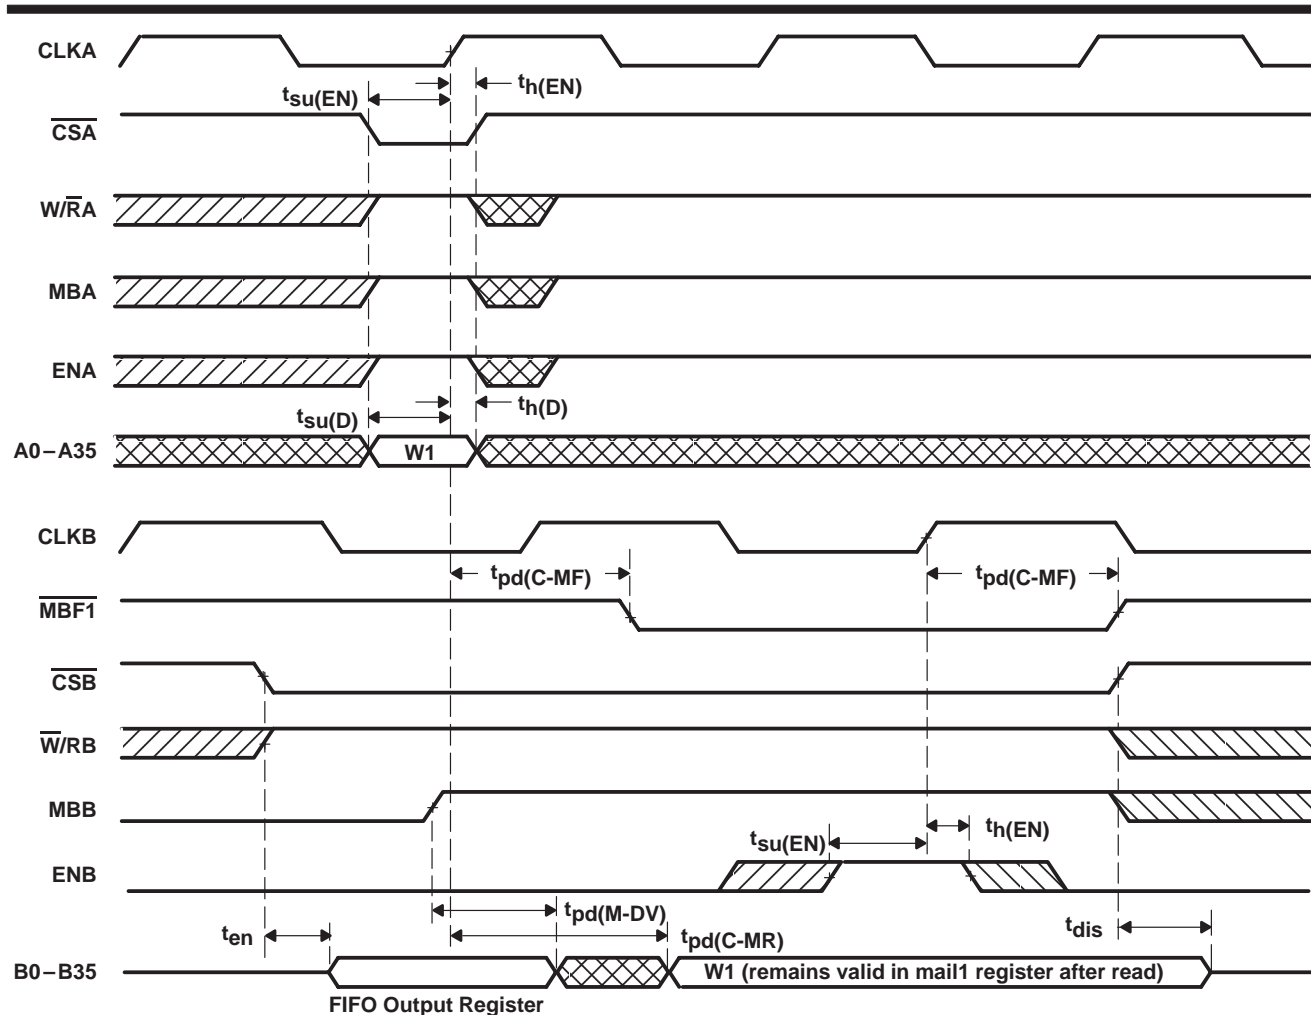 CLKA
th(EN)
tsu(EN)
CSA
W/RA
MBA
ENA
tsu(D)
th(D)
A0–A35
W1
CLKB
tpd(C-MF)
tpd(C-MF)
MBF1
CSB
W/RB
MBB
tsu(EN)
th(EN)
ENB
tpd(M-DV)
ten
tpd(C-MR)
tdis
B0–B35
W1 (remains valid in mail1 register after read)
FIFO Output Register